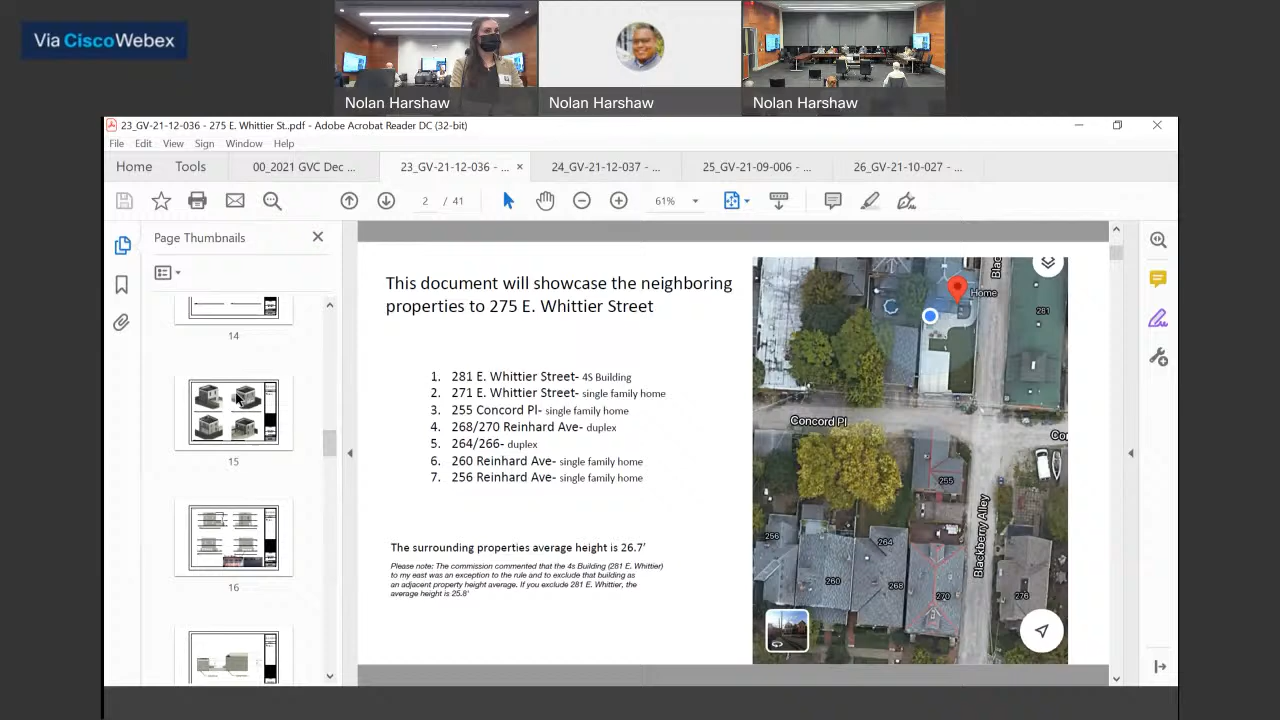 Via Cisco Webex
Nolan Harshaw
Nolan Harshaw
Nolan Harshaw
23_GV-21-12-036 - 275 E. Whittier St..pdf - Adobe Acrobat Reader DC (32-bit)
File Edit View Sign Window Help
Home Tools 00_2021 GVC Dec ... 23_GV-21-12-036 - ... × 24_GV-21-12-037 - ... 25_GV-21-09-006 - ... 26_GV-21-10-027 - ...
2 / 41 61%
Page Thumbnails
14
15
16
This document will showcase the neighboring
properties to 275 E. Whittier Street
1. 281 E. Whittier Street- 4S Building
2. 271 E. Whittier Street- single family home
3. 255 Concord Pl- single family home
4. 268/270 Reinhard Ave- duplex
5. 264/266- duplex
6. 260 Reinhard Ave- single family home
7. 256 Reinhard Ave- single family home
The surrounding properties average height is 26.7'
Please note: The commission commented that the 4s Building (281 E. Whittier)
to my east was an exception to the rule and to exclude that building as
an adjacent property height average. If you exclude 281 E. Whittier, the
average height is 25.8'
Blac
Home
281
Concord Pl
Co
255
Blackberry Alley
256
264
260
268
270
276